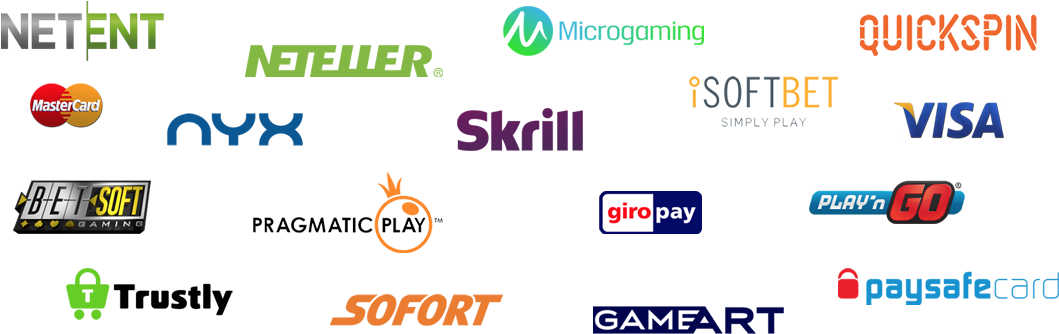 NETENT
NETELLER®
Microgaming
QUICKSPIN
MasterCard
nyx
Skrill
iSOFTBET
SIMPLY PLAY
VISA
BETSOFT
GAMING
PRAGMATIC PLAY™
giropay
PLAY'n GO®
T Trustly
SOFORT
GAMEART
paysafecard